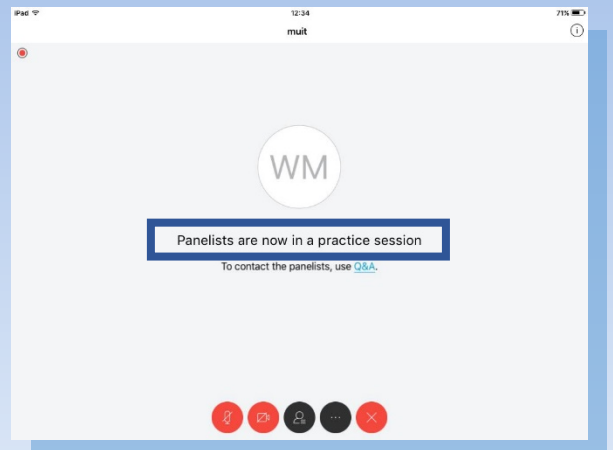 iPad 12:34 71%
muit
WM
Panelists are now in a practice session
To contact the panelists, use Q&A.